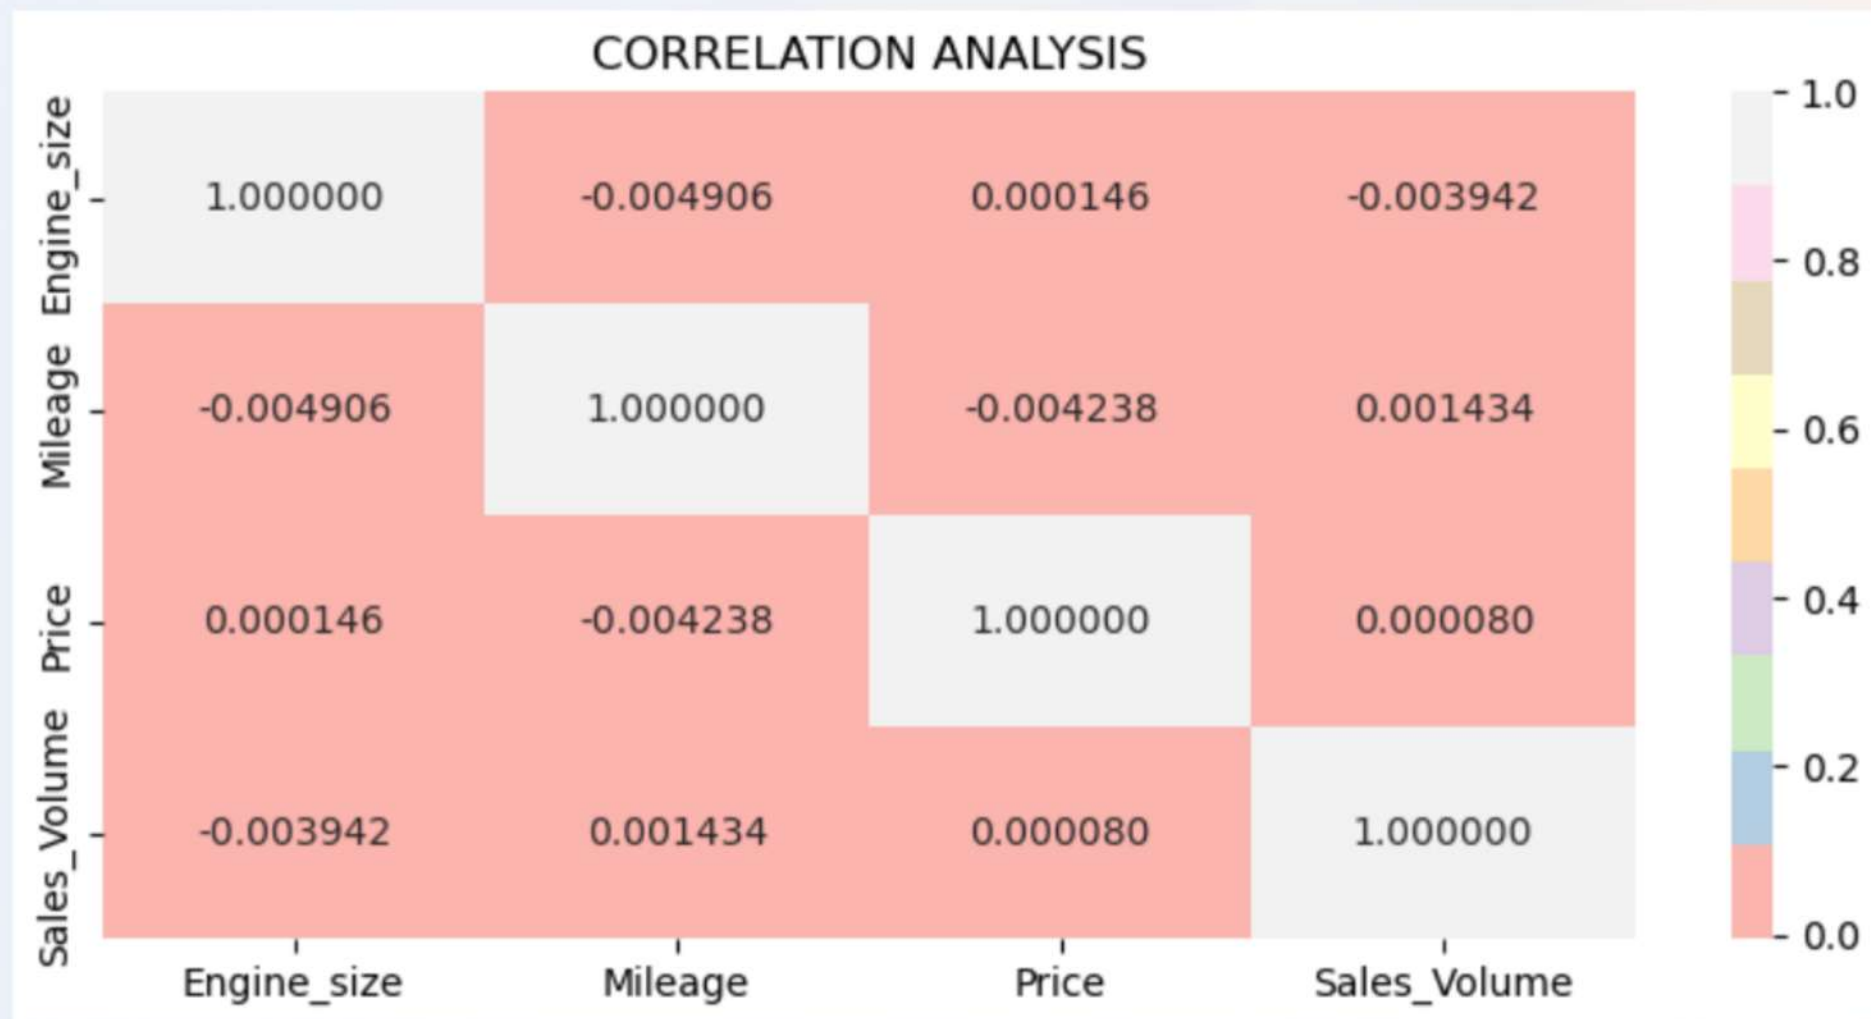 CORRELATION ANALYSIS
Engine_size
1.000000 -0.004906 0.000146 -0.003942
Mileage
-0.004906 1.000000 -0.004238 0.001434
Price
0.000146 -0.004238 1.000000 0.000080
Sales_Volume
-0.003942 0.001434 0.000080 1.000000
Engine_size Mileage Price Sales_Volume
1.0
0.8
0.6
0.4
0.2
0.0